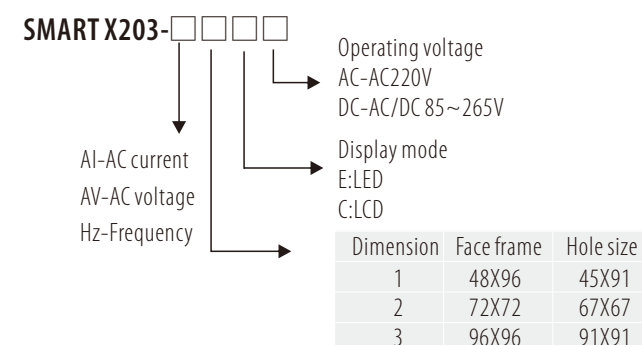 SMART X203-□□□□
Operating voltage
AC-AC220V
DC-AC/DC 85~265V
Display mode
E:LED
C:LCD
AI-AC current
AV-AC voltage
Hz-Frequency
Dimension Face frame Hole size
1 48X96 45X91
2 72X72 67X67
3 96X96 91X91